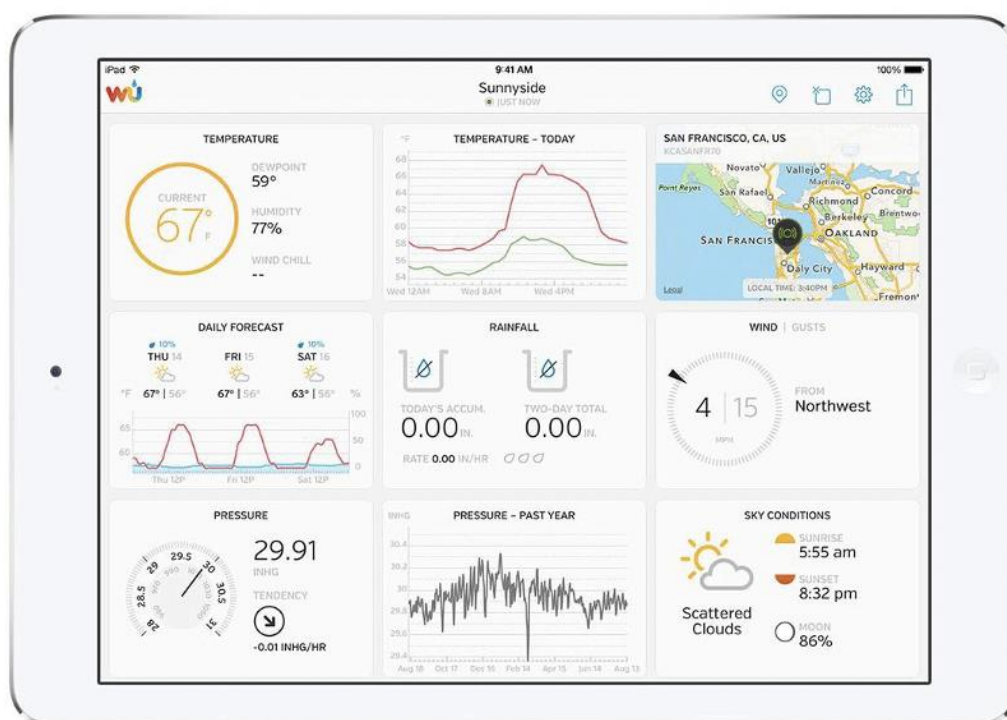 iPad
9:41 AM
100%
wu
Sunnyside
JUST NOW
TEMPERATURE
CURRENT
67°
F
DEWPOINT
59°
HUMIDITY
77%
WIND CHILL
--
TEMPERATURE – TODAY
°F
68
66
64
62
60
58
56
54
Wed 12AM Wed 8AM Wed 4PM
SAN FRANCISCO, CA, US
KCASANFR70
Novato
Vallejo
Point Reyes
San Rafael
Martinez
Concord
Richmond
101
Berkeley
Brentwo
SAN FRANCIS
OAKLAND
Daly City
Hayward
Legal
LOCAL TIME: 3:40PM
Fremon
DAILY FORECAST
10% 10%
THU 14 FRI 15 SAT 16
°F 67° | 56° 67° | 56° 63° | 56° %
100
65
50
60
0
Thu 12P Fri 12P Sat 12P
RAINFALL
TODAY'S ACCUM. TWO-DAY TOTAL
0.00 IN. 0.00 IN.
RATE 0.00 IN/HR
WIND | GUSTS
4 | 15
MPH
FROM
Northwest
PRESSURE
28 28.5 29 29.5 30 30.5 31
29.91
INHG
TENDENCY
-0.01 INHG/HR
PRESSURE – PAST YEAR
INHG
30.4
30.2
30
29.8
29.6
29.4
Aug 18 Oct 17 Dec 16 Feb 14 Apr 15 Jun 14 Aug 13
SKY CONDITIONS
Scattered
Clouds
SUNRISE
5:55 am
SUNSET
8:32 pm
MOON
86%